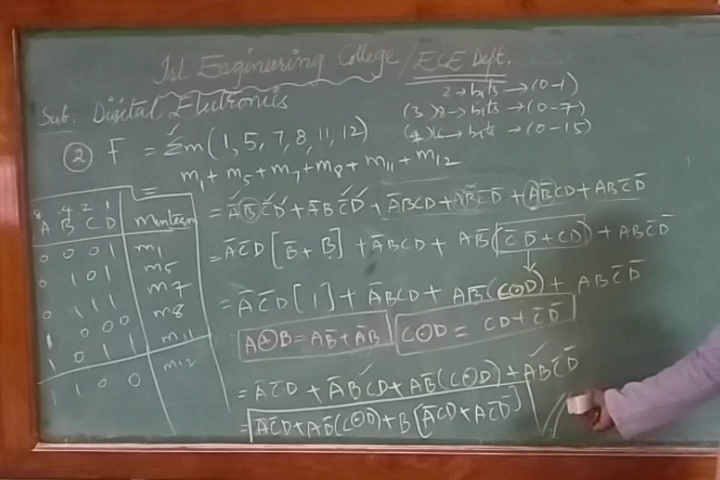 Isl Engineering College / ECE Dept.
Sub: Digital Electronis
2 → bits → (0-1)
(3) 8 → bits → (0-7)
(4) 16 → bits → (0-15)
② F = Σm(1, 5, 7, 8, 11, 12)
= m₁ + m₅ + m₇ + m₈ + m₁₁ + m₁₂
8 4 2 1
A B C D minterm
0 0 0 1 m₁
0 1 0 1 m₅
0 1 1 1 m₇
1 0 0 0 m₈
1 0 1 1 m₁₁
1 1 0 0 m₁₂
= A̅B̅C̅D + A̅BC̅D + A̅BCD + AB̅C̅D̅ + AB̅CD + ABC̅D̅
= A̅C̅D[B̅ + B] + A̅BCD + AB̅(C̅D̅ + CD) + ABC̅D̅
= A̅C̅D[1] + A̅BCD + AB̅(C⊙D) + ABC̅D̅
A⊕B = AB̅ + A̅B C⊙D = CD + C̅D̅
= A̅C̅D + A̅BCD + AB̅(C⊙D) + ABC̅D̅
= A̅C̅D + AB̅(C⊙D) + B[A̅CD + AC̅D̅]